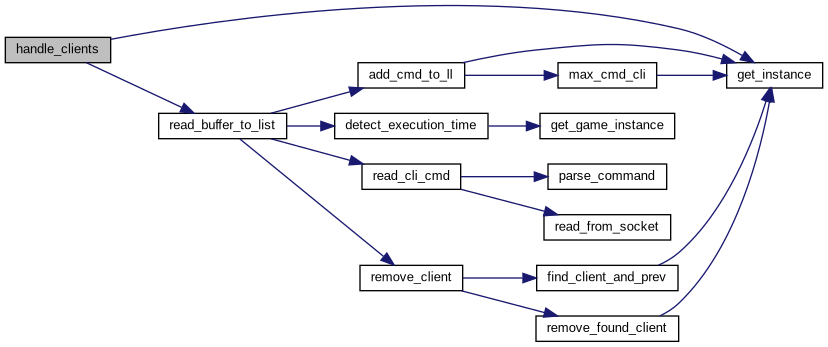 handle_clients
add_cmd_to_ll
max_cmd_cli
get_instance
read_buffer_to_list
detect_execution_time
get_game_instance
read_cli_cmd
parse_command
read_from_socket
remove_client
find_client_and_prev
remove_found_client